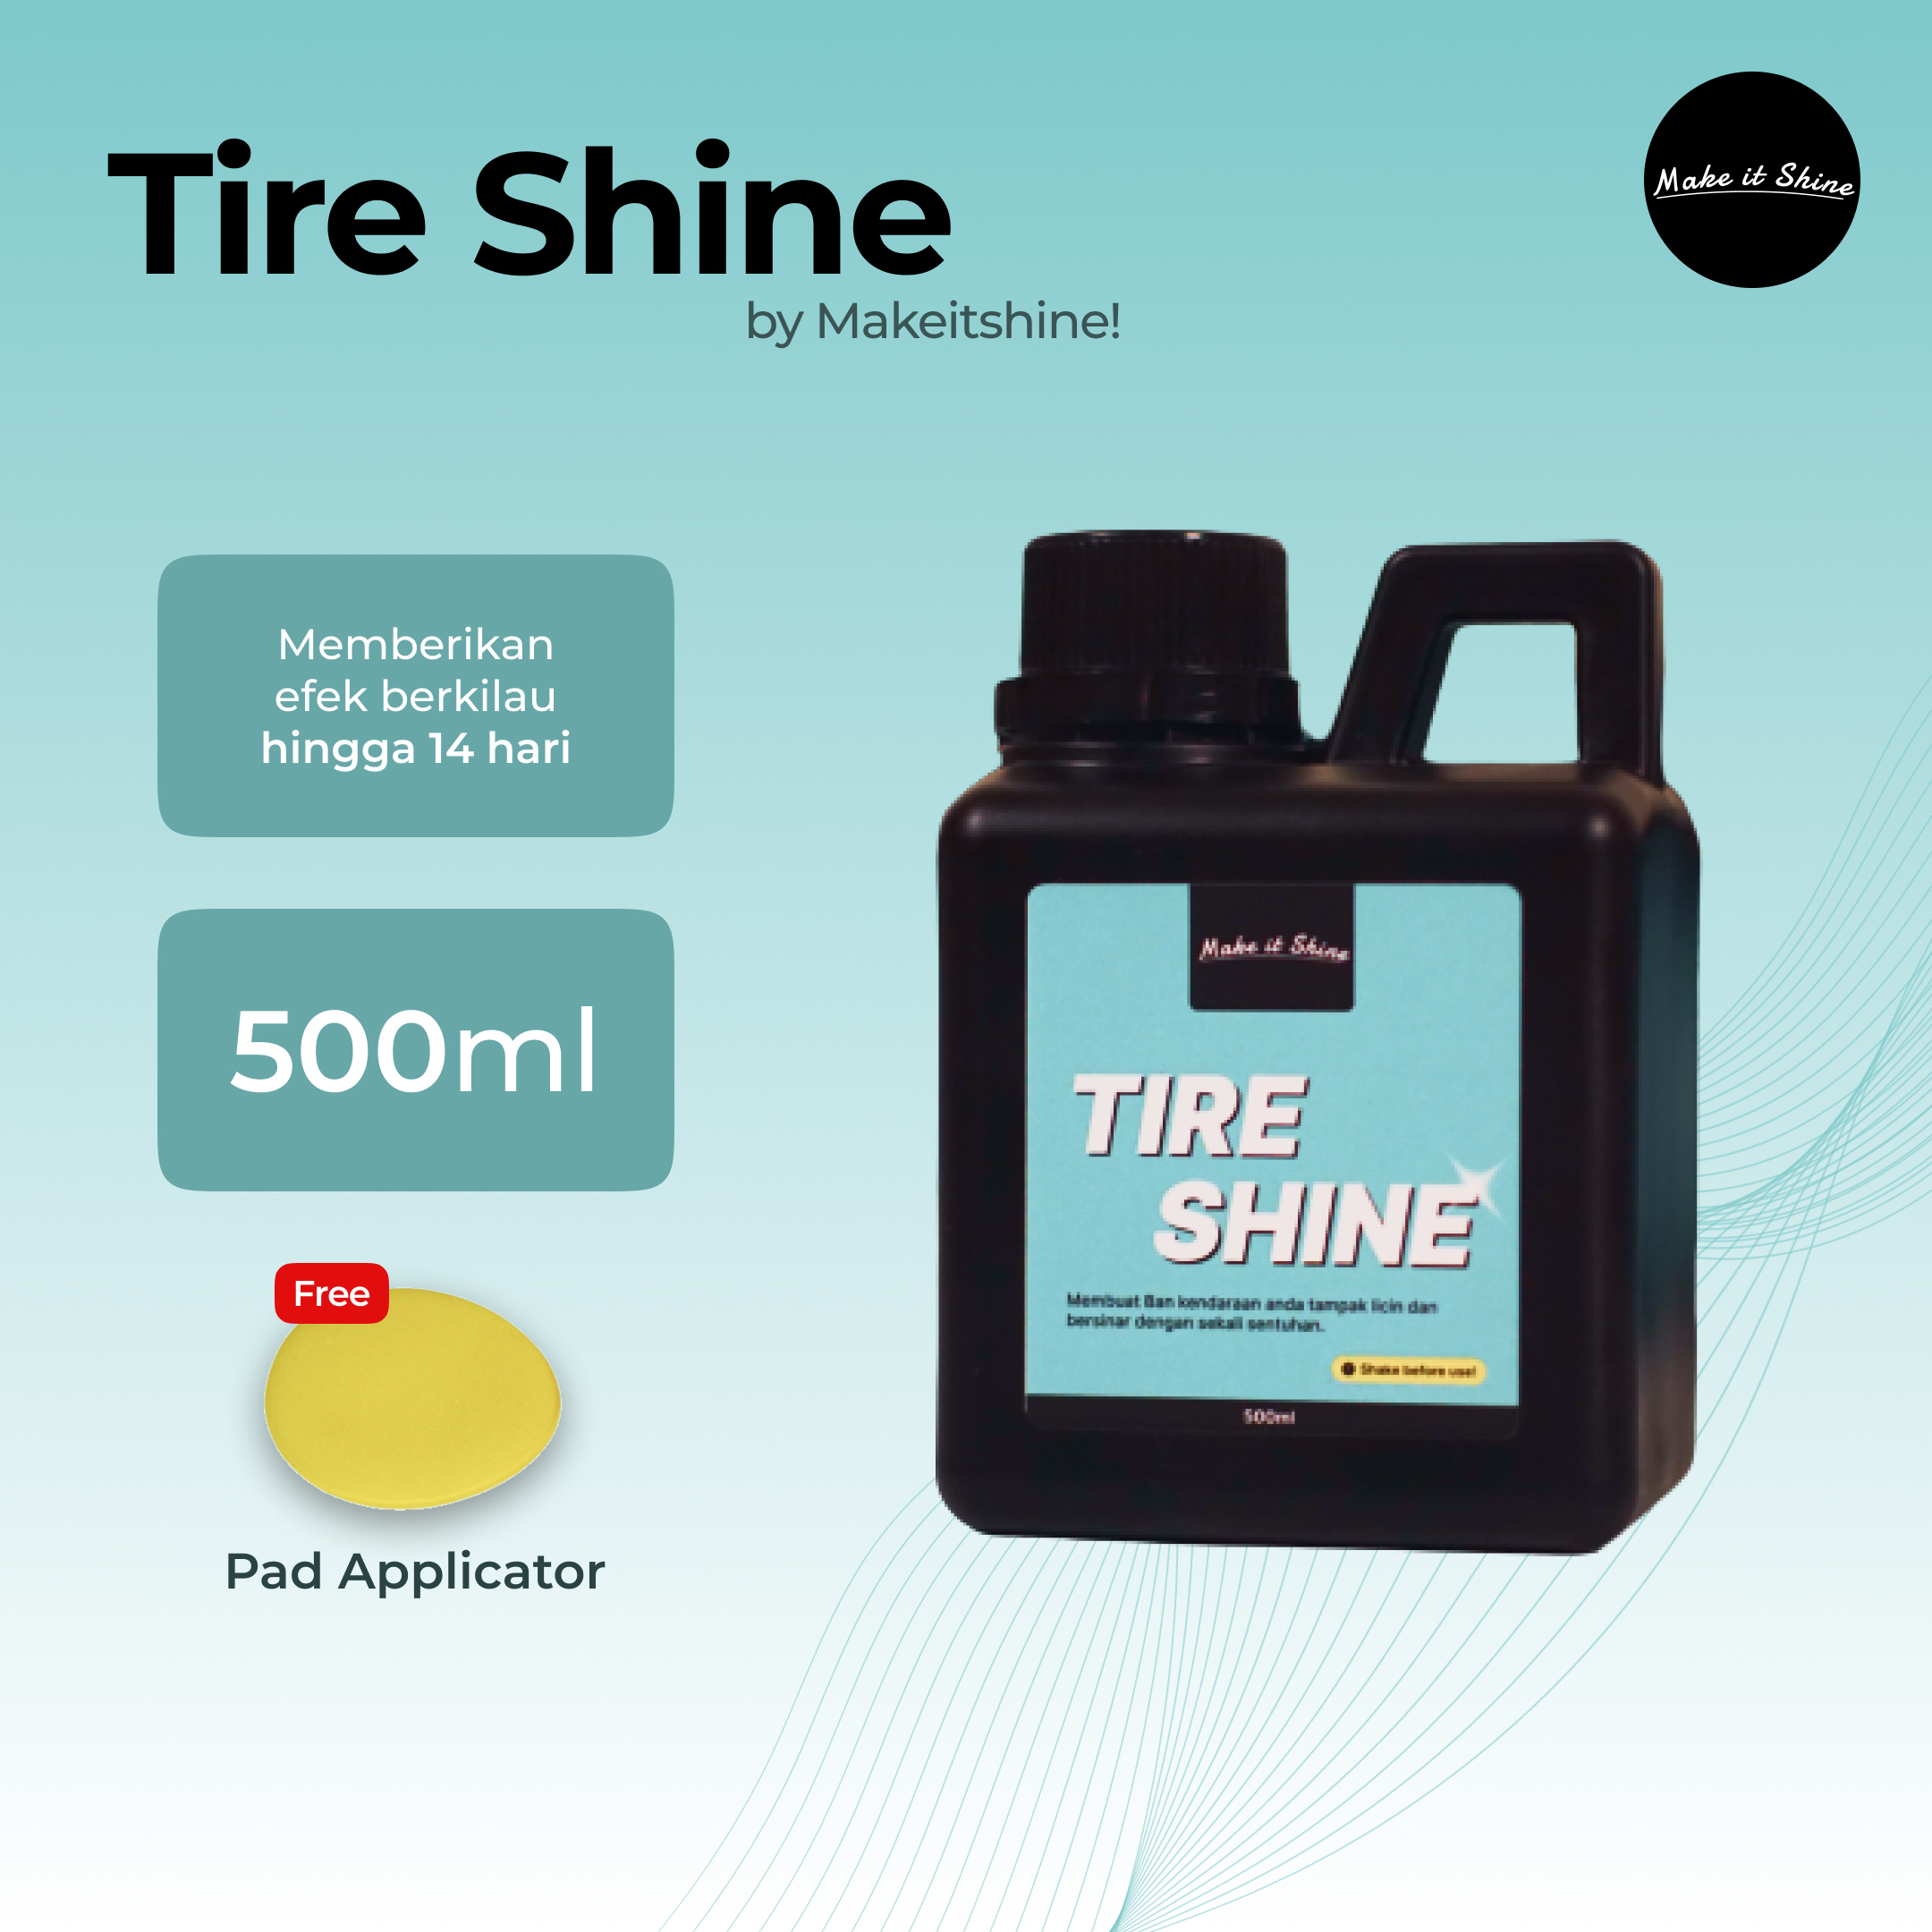 Tire Shine
by Makeitshine!
Make it Shine
Memberikan
efek berkilau
hingga 14 hari
500ml
Free
Pad Applicator
Make it Shine
TIRE
SHINE
Membuat Ban kendaraan anda tampak licin dan
bersinar dengan sekali sentuhan.
Shake before use!
500ml